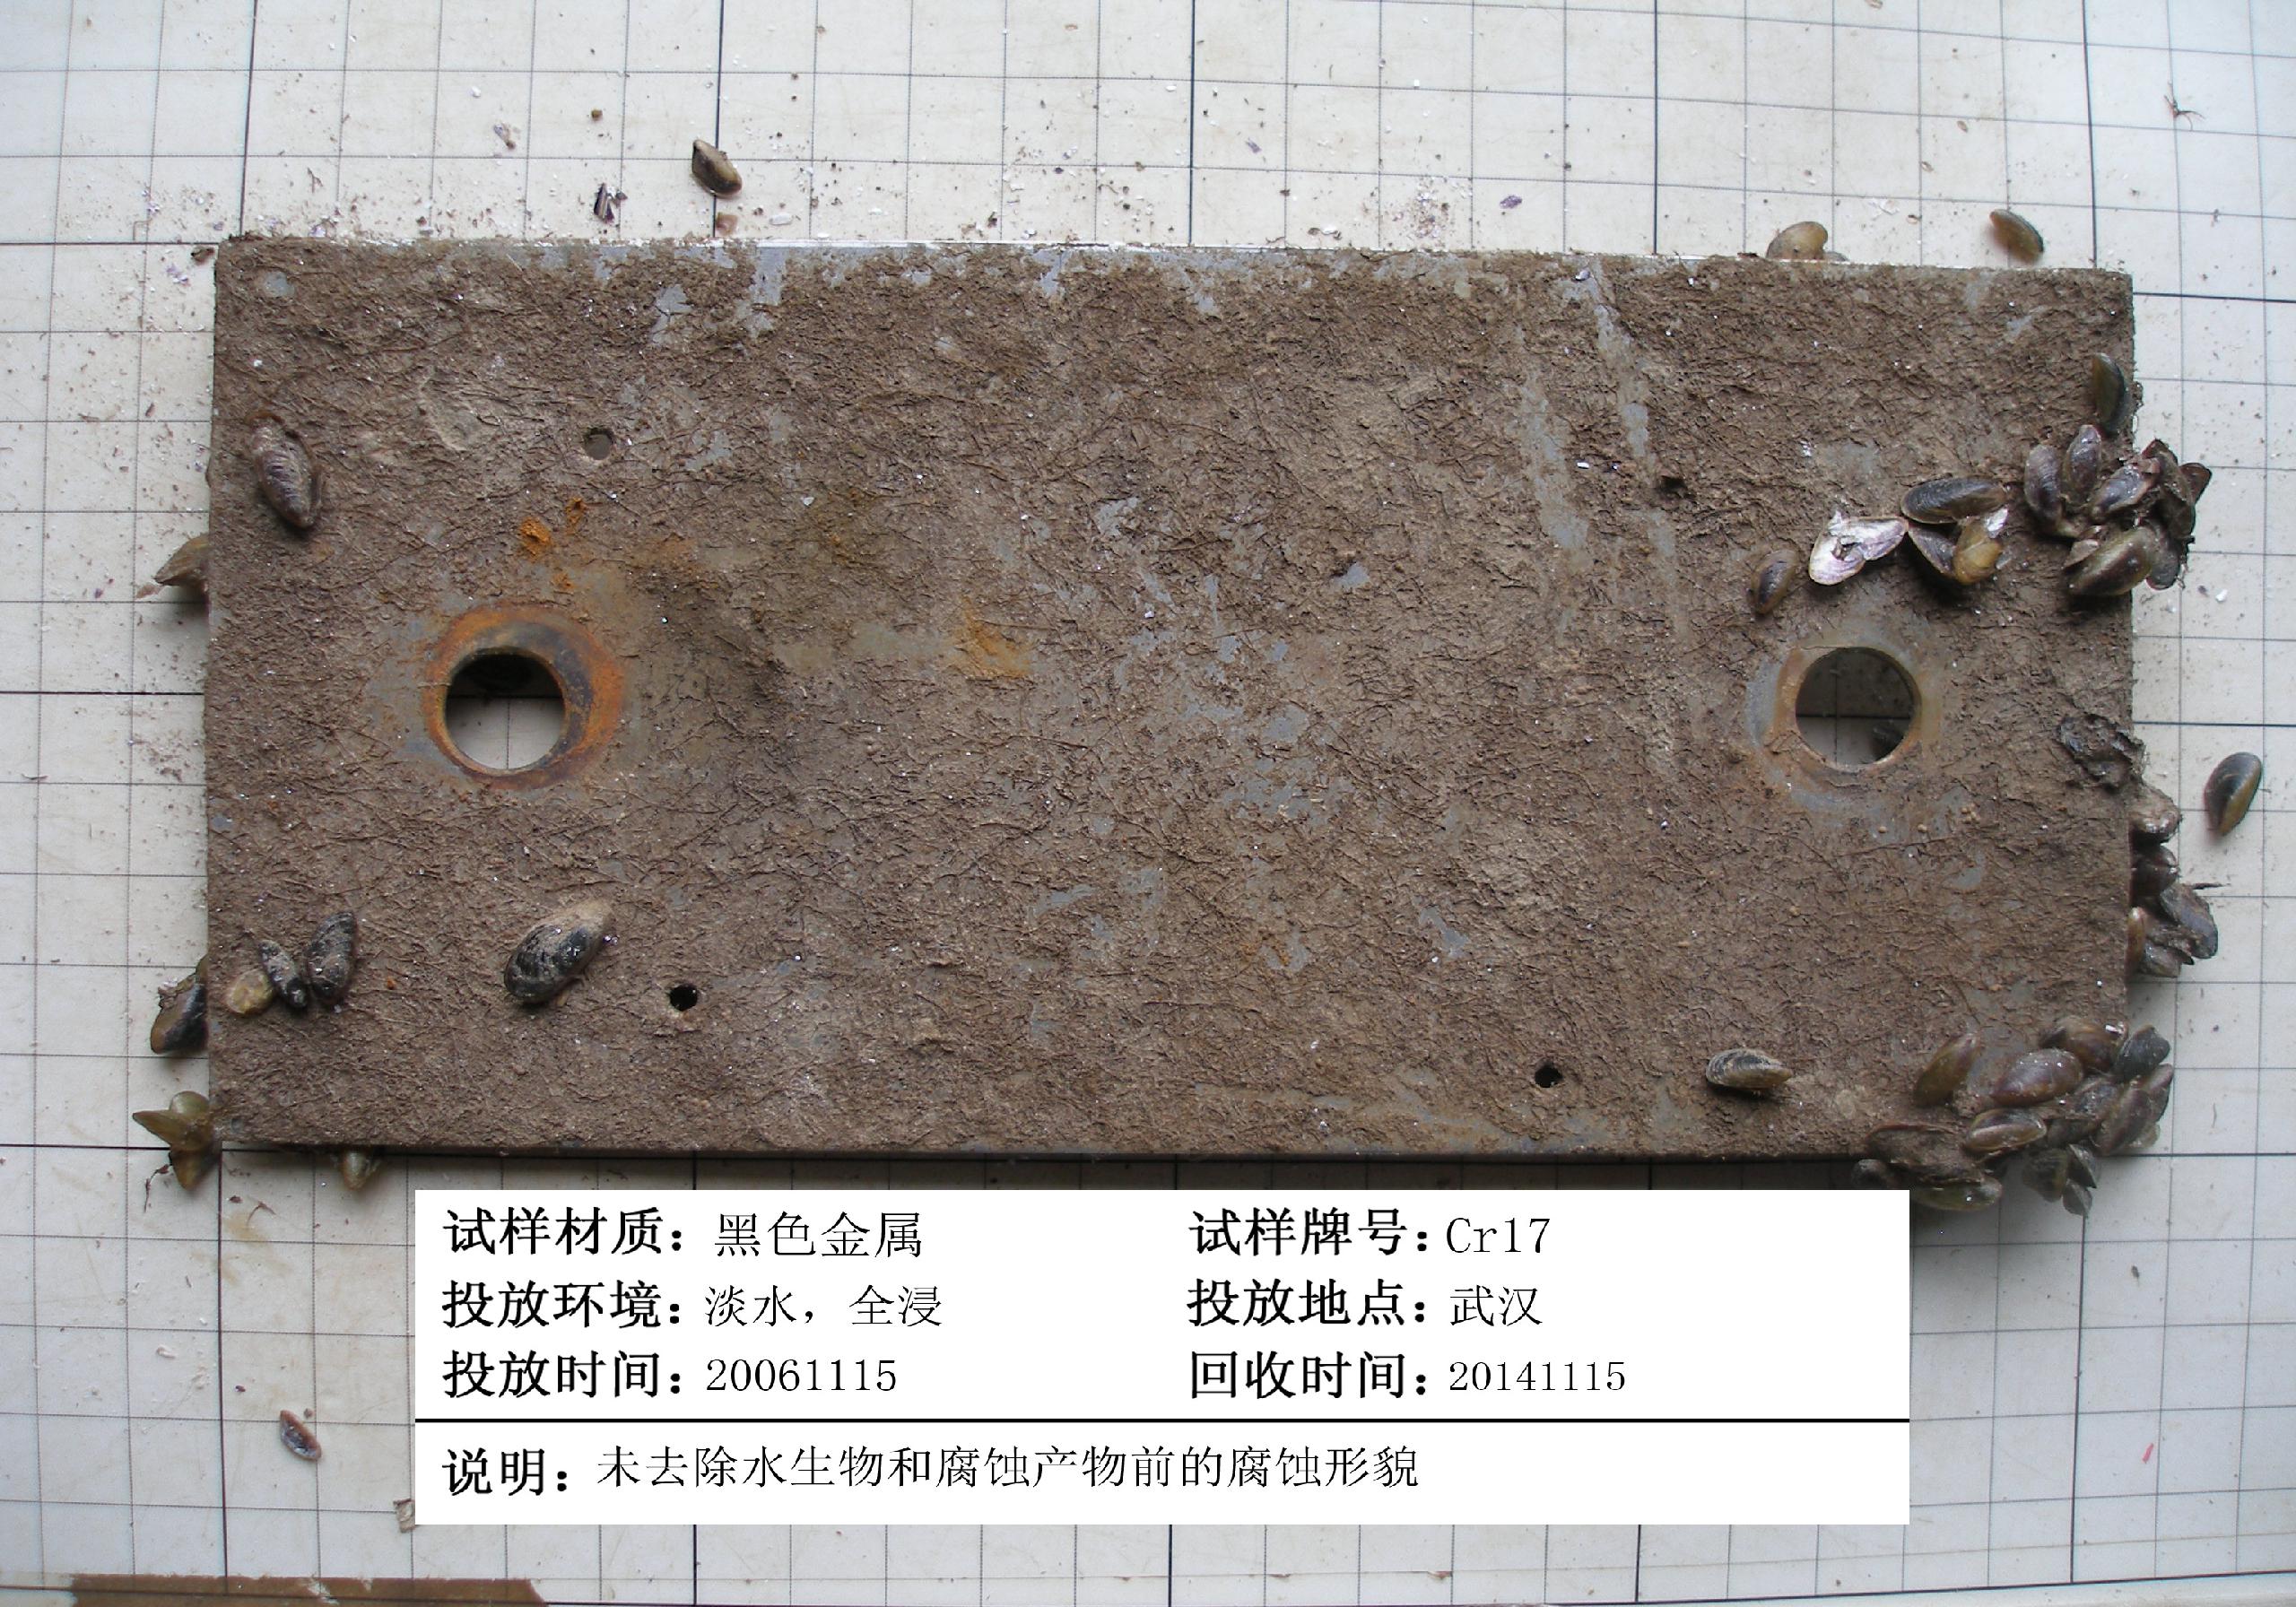 试样材质：黑色金属 试样牌号：Cr17
投放环境：淡水，全浸 投放地点：武汉
投放时间：20061115 回收时间：20141115
说明：未去除水生物和腐蚀产物前的腐蚀形貌